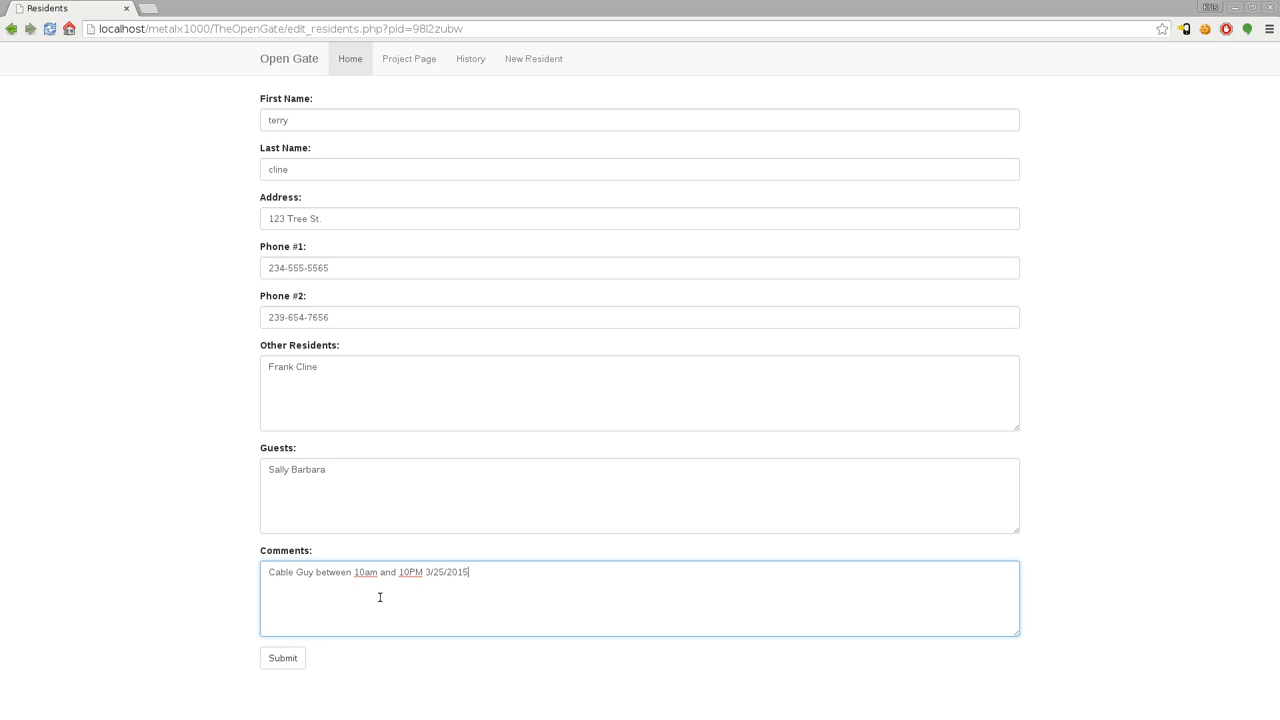 Residents
Kris
localhost/metalx1000/TheOpenGate/edit_residents.php?pid=98l2zubw
Open Gate Home Project Page History New Resident
First Name:
terry
Last Name:
cline
Address:
123 Tree St.
Phone #1:
234-555-5565
Phone #2:
239-654-7656
Other Residents:
Frank Cline
Guests:
Sally Barbara
Comments:
Cable Guy between 10am and 10PM 3/25/2015
Submit